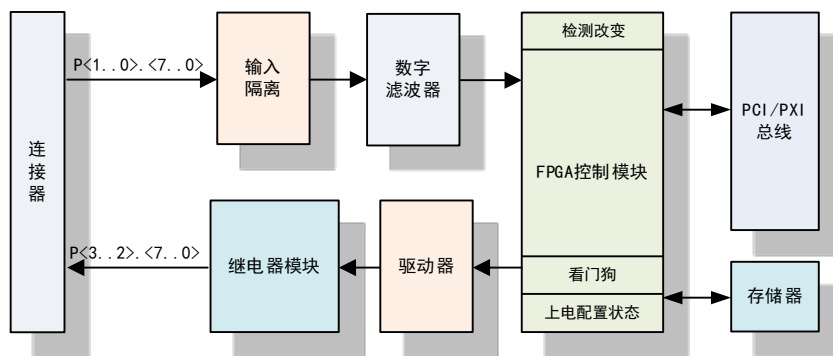 连接器
P<1..0>.<7..0>
输入
隔离
数字
滤波器
检测改变
FPGA控制模块
看门狗
上电配置状态
PCI/PXI
总线
P<3..2>.<7..0>
继电器模块
驱动器
存储器